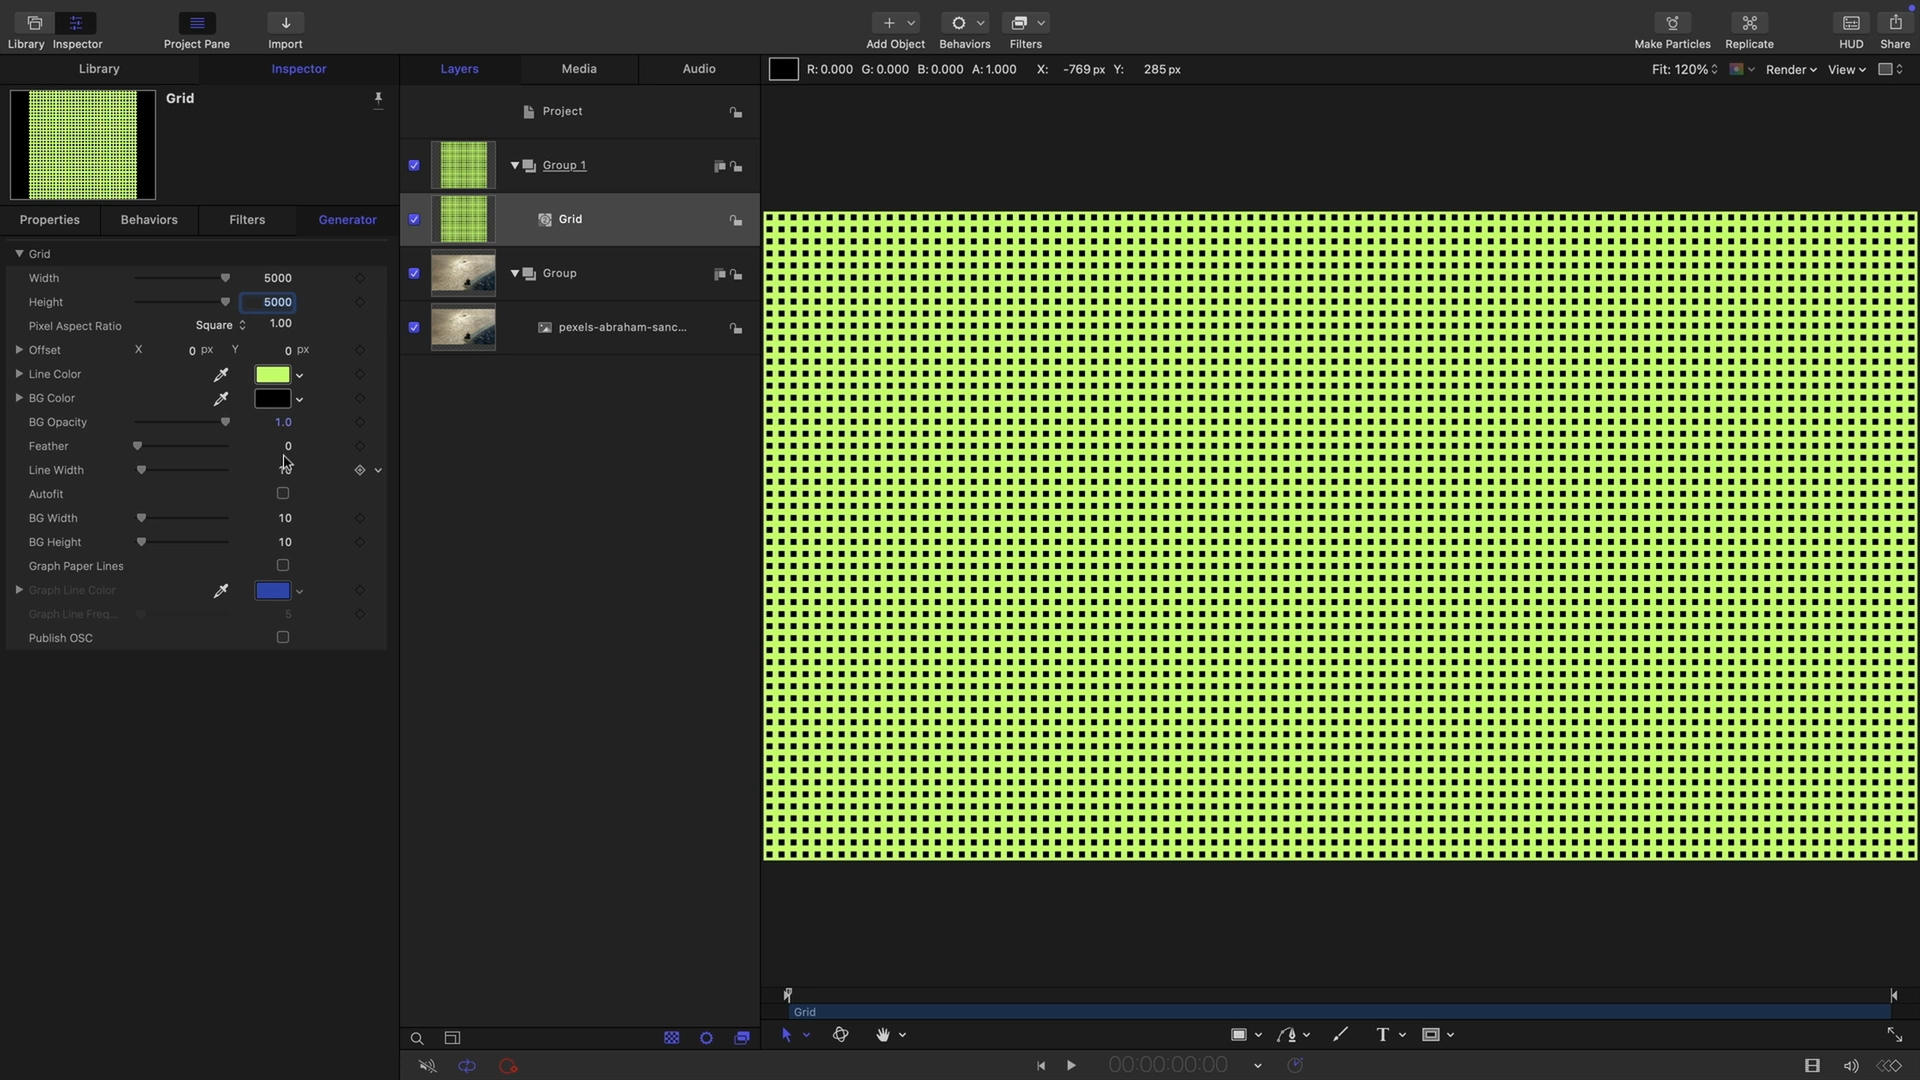 Library
Inspector
Project Pane
Import
Add Object
Behaviors
Filters
Make Particles
Replicate
HUD
Share
Library
Inspector
Layers
Media
Audio
R: 0.000 G: 0.000 B: 0.000 A: 1.000 X: -769 px Y: 285 px
Fit: 120%
Render
View
Grid
Project
Group 1
Grid
Group
pexels-abraham-sanc...
Properties
Behaviors
Filters
Generator
Grid
Width 5000
Height 5000
Pixel Aspect Ratio Square 1.00
Offset X 0 px Y 0 px
Line Color
BG Color
BG Opacity 1.0
Feather 0
Line Width
Autofit
BG Width 10
BG Height 10
Graph Paper Lines
Graph Line Color
Graph Line Freq... 5
Publish OSC
Grid
T
00:00:00:00